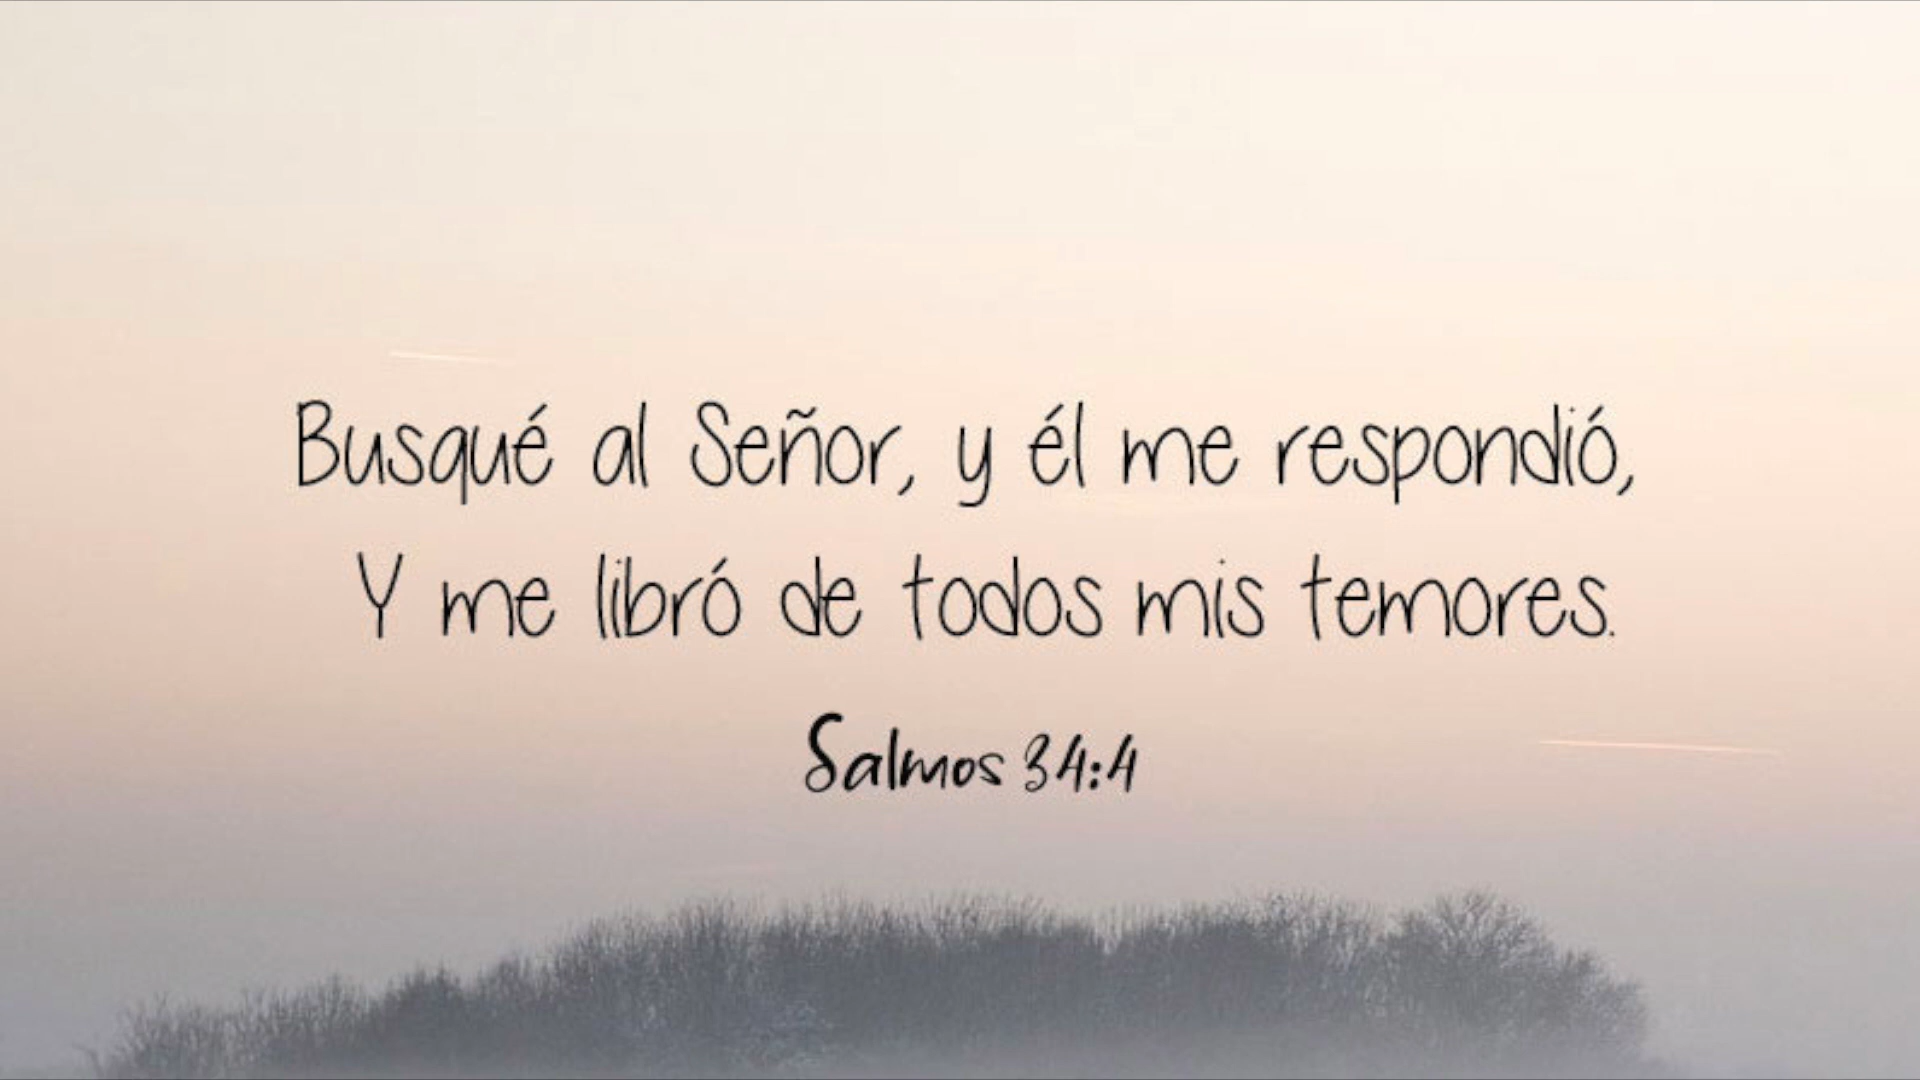 Busqué al Señor, y él me respondió,
Y me libró de todos mis temores.
Salmos 34:4